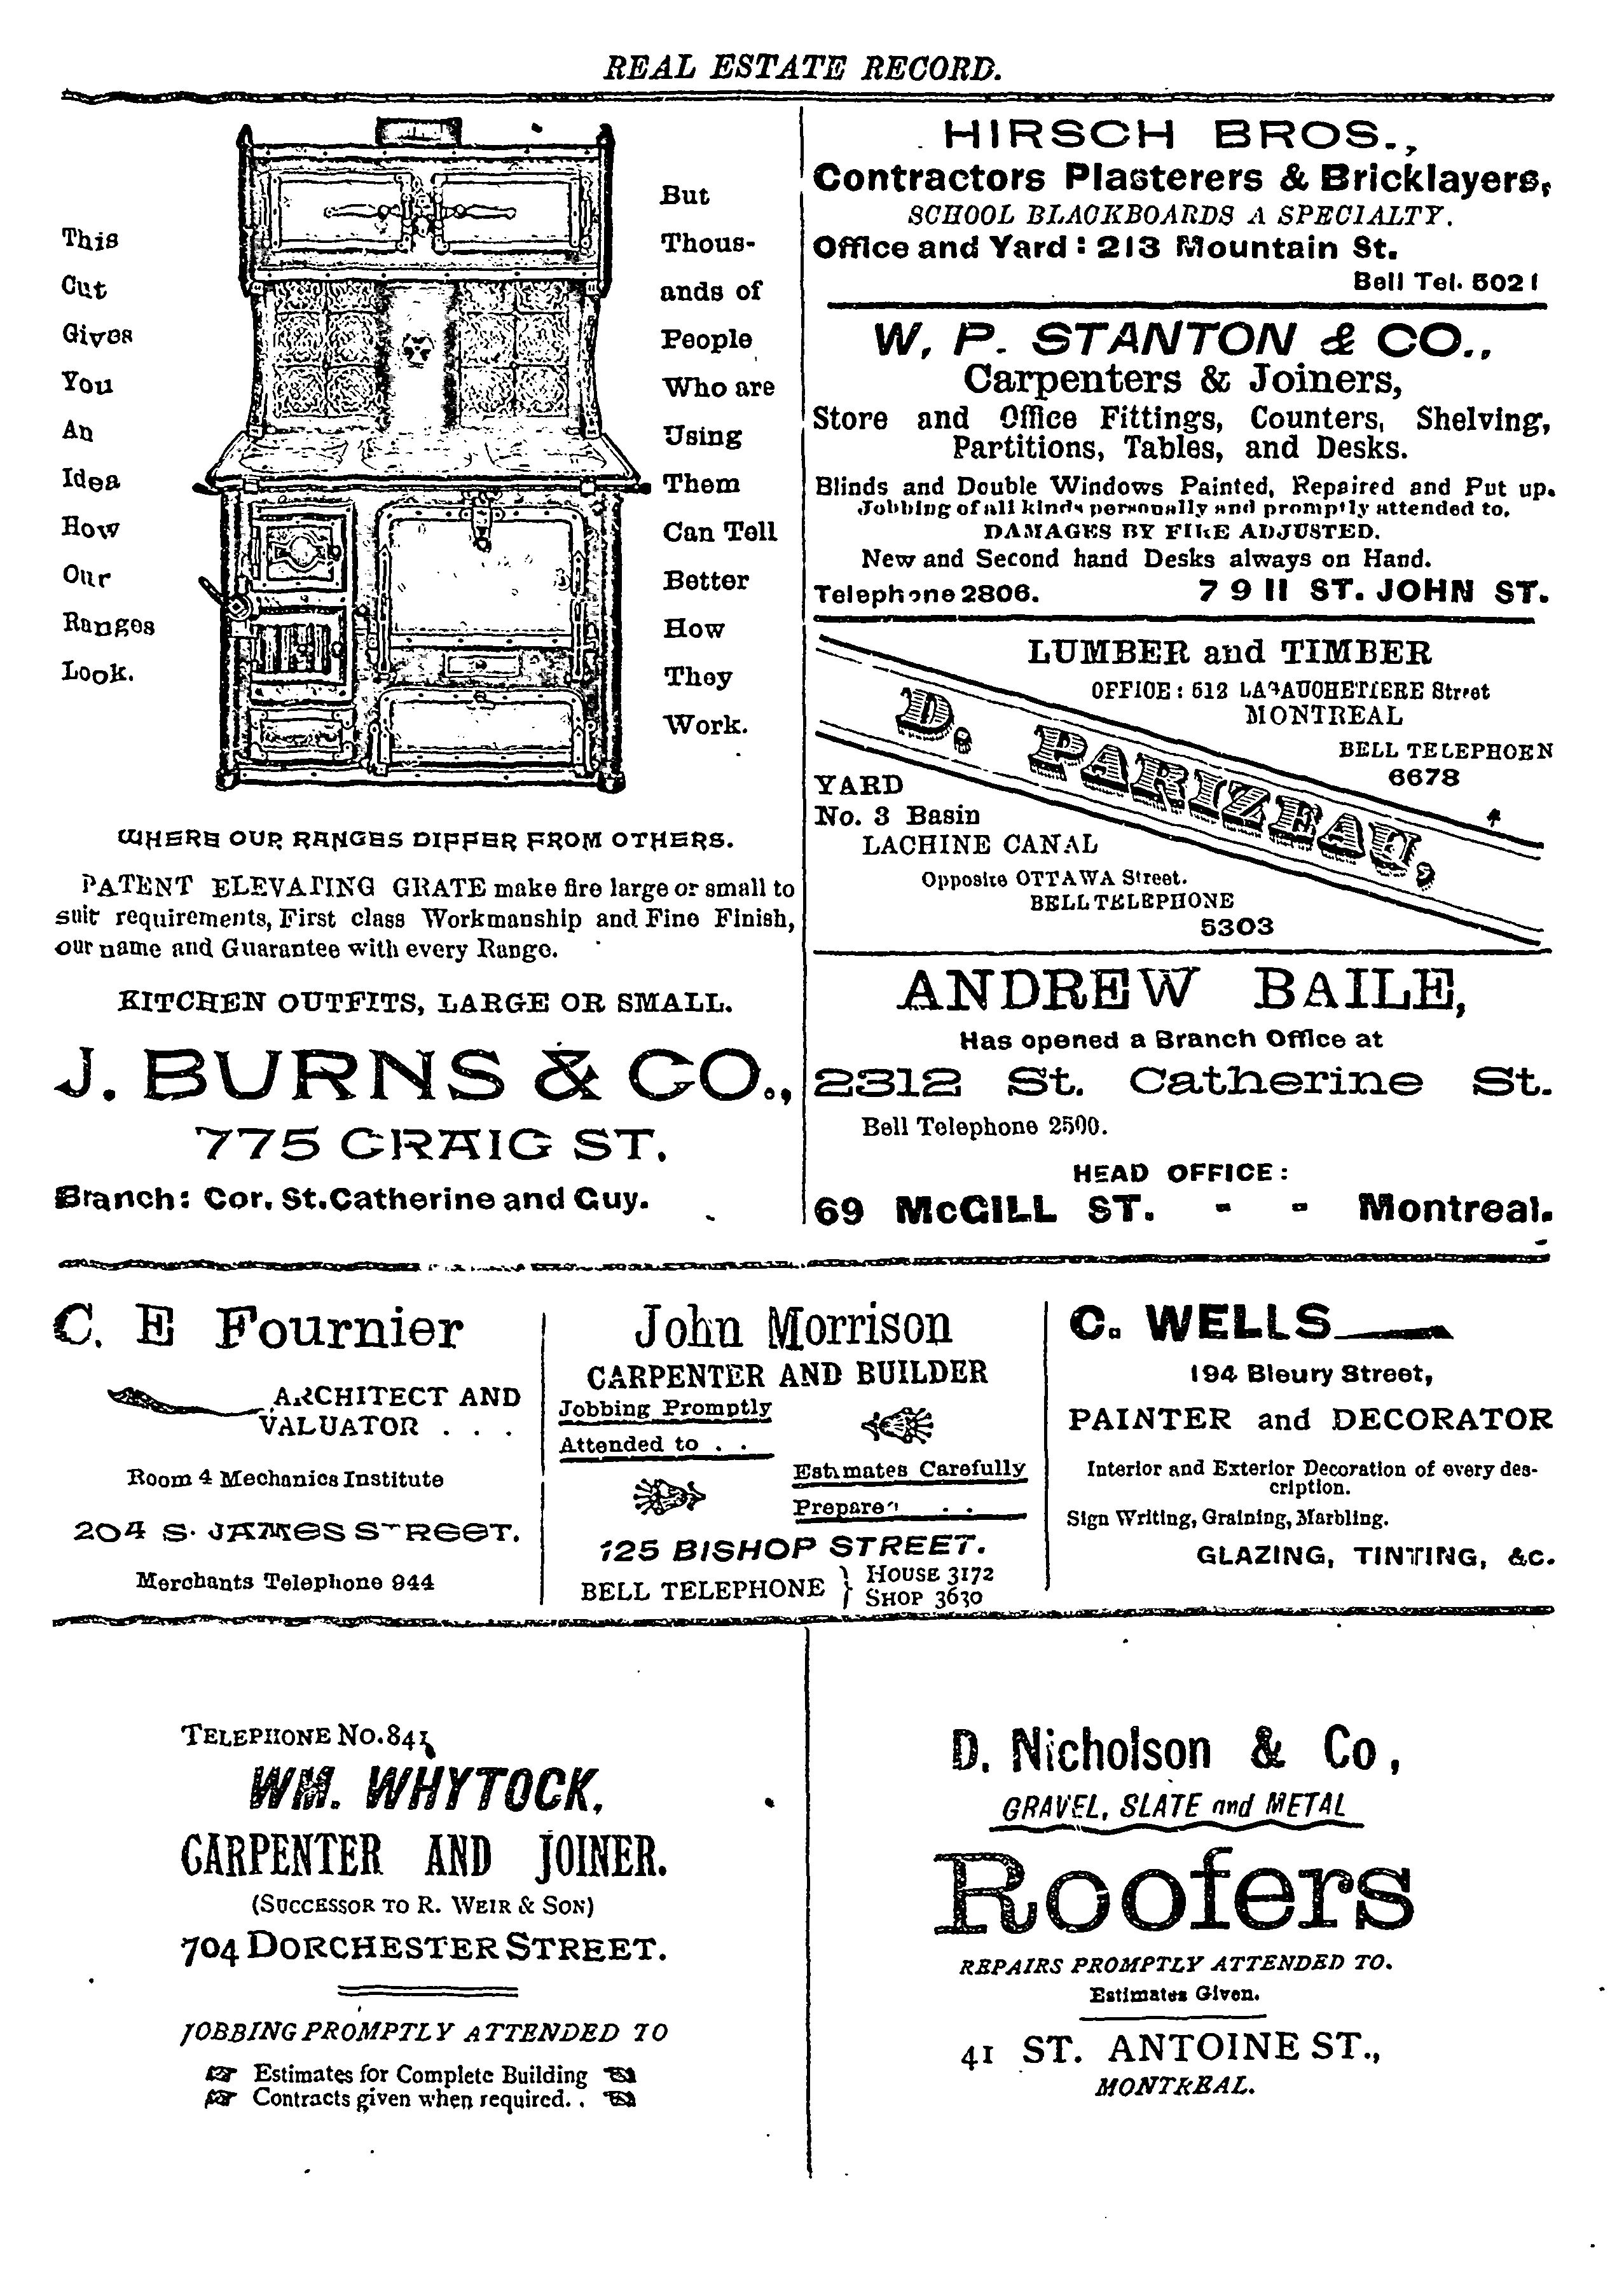 REAL ESTATE RECORD.
This
Cut
Gives
You
An
Idea
How
Our
Ranges
Look.
But
Thous-
ands of
People
Who are
Using
Them
Can Tell
Better
How
They
Work.
WHERE OUR RANGES DIFFER FROM OTHERS.
PATENT ELEVATING GRATE make fire large or small to
suit requirements, First class Workmanship and Fine Finish,
our name and Guarantee with every Range.
KITCHEN OUTFITS, LARGE OR SMALL.
J. BURNS & CO.,
775 CRAIG ST.
Branch: Cor. St. Catherine and Guy.
HIRSCH BROS.,
Contractors Plasterers & Bricklayers,
SCHOOL BLACKBOARDS A SPECIALTY.
Office and Yard : 213 Mountain St.
Bell Tel. 5021
W. P. STANTON & CO.,
Carpenters & Joiners,
Store and Office Fittings, Counters, Shelving,
Partitions, Tables, and Desks.
Blinds and Double Windows Painted, Repaired and Put up.
Jobbing of all kinds personally and promptly attended to.
DAMAGES BY FIRE ADJUSTED.
New and Second hand Desks always on Hand.
Telephone 2806. 7 9 11 ST. JOHN ST.
LUMBER and TIMBER
OFFICE : 512 LAGAUCHETIERE Street
MONTREAL
BELL TELEPHOEN
6678
D. PARIZEAU,
YARD
No. 3 Basin
LACHINE CANAL
Opposite OTTAWA Street.
BELL TELEPHONE
5303
ANDREW BAILE,
Has opened a Branch Office at
2312 St. Catherine St.
Bell Telephone 2500.
HEAD OFFICE :
69 McGILL ST. - - Montreal.
C. E Fournier
ARCHITECT AND
VALUATOR . . .
Room 4 Mechanics Institute
204 S. JAMES STREET.
Merchants Telephone 944
John Morrison
CARPENTER AND BUILDER
Jobbing Promptly
Attended to . .
Estimates Carefully
Prepared . .
125 BISHOP STREET.
BELL TELEPHONE } HOUSE 3172
SHOP 3630
C. WELLS
194 Bleury Street,
PAINTER and DECORATOR
Interior and Exterior Decoration of every des-
cription.
Sign Writing, Graining, Marbling.
GLAZING, TINTING, &c.
TELEPHONE No. 841
WM. WHYTOCK,
CARPENTER AND JOINER.
(SUCCESSOR TO R. WEIR & SON)
704 DORCHESTER STREET.
JOBBING PROMPTLY ATTENDED TO
☞ Estimates for Complete Building ☜
☞ Contracts given when required. . ☜
D. Nicholson & Co,
GRAVEL, SLATE and METAL
Roofers
REPAIRS PROMPTLY ATTENDED TO.
Estimates Given.
41 ST. ANTOINE ST.,
MONTREAL.